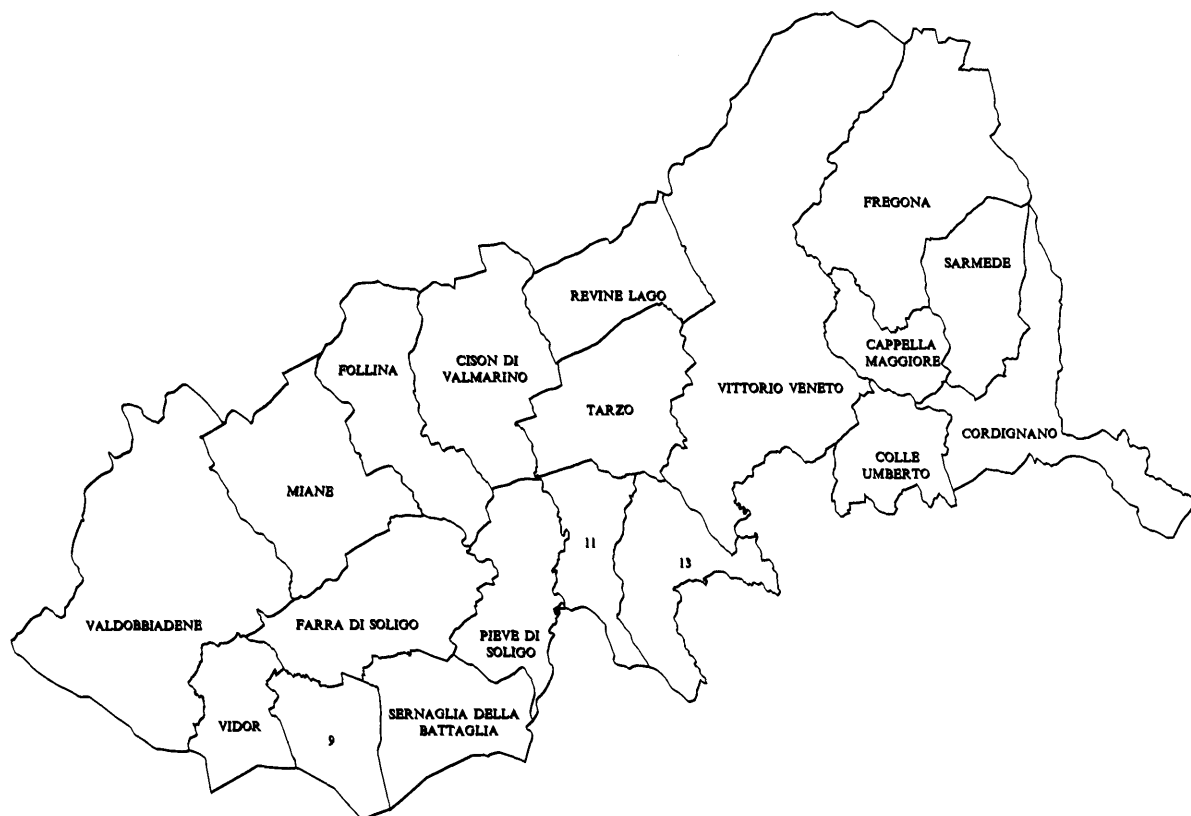 FREGONA
SARMEDE
REVINE LAGO
CAPPELLA
MAGGIORE
CISON DI
VALMARINO
FOLLINA
VITTORIO VENETO
TARZO
CORDIGNANO
COLLE
UMBERTO
MIANE
11
13
VALDOBBIADENE
FARRA DI SOLIGO
PIEVE DI
SOLIGO
SERNAGLIA DELLA
BATTAGLIA
VIDOR
9